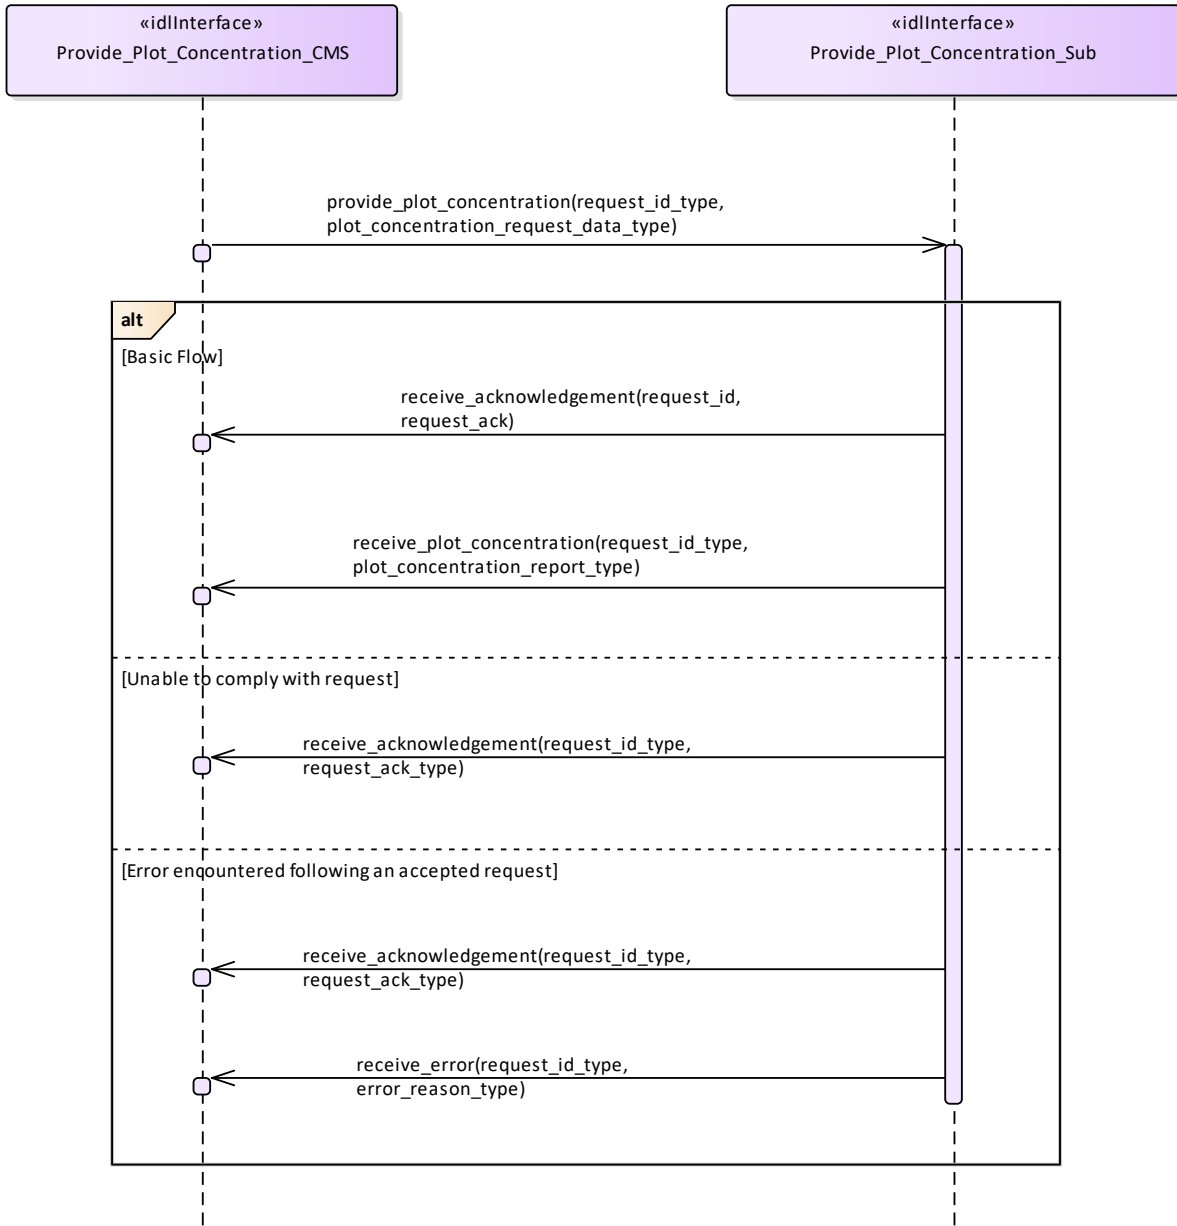 «idlInterface»
Provide_Plot_Concentration_CMS
«idlInterface»
Provide_Plot_Concentration_Sub
provide_plot_concentration(request_id_type,
plot_concentration_request_data_type)
alt
[Basic Flow]
receive_acknowledgement(request_id,
request_ack)
receive_plot_concentration(request_id_type,
plot_concentration_report_type)
[Unable to comply with request]
receive_acknowledgement(request_id_type,
request_ack_type)
[Error encountered following an accepted request]
receive_acknowledgement(request_id_type,
request_ack_type)
receive_error(request_id_type,
error_reason_type)